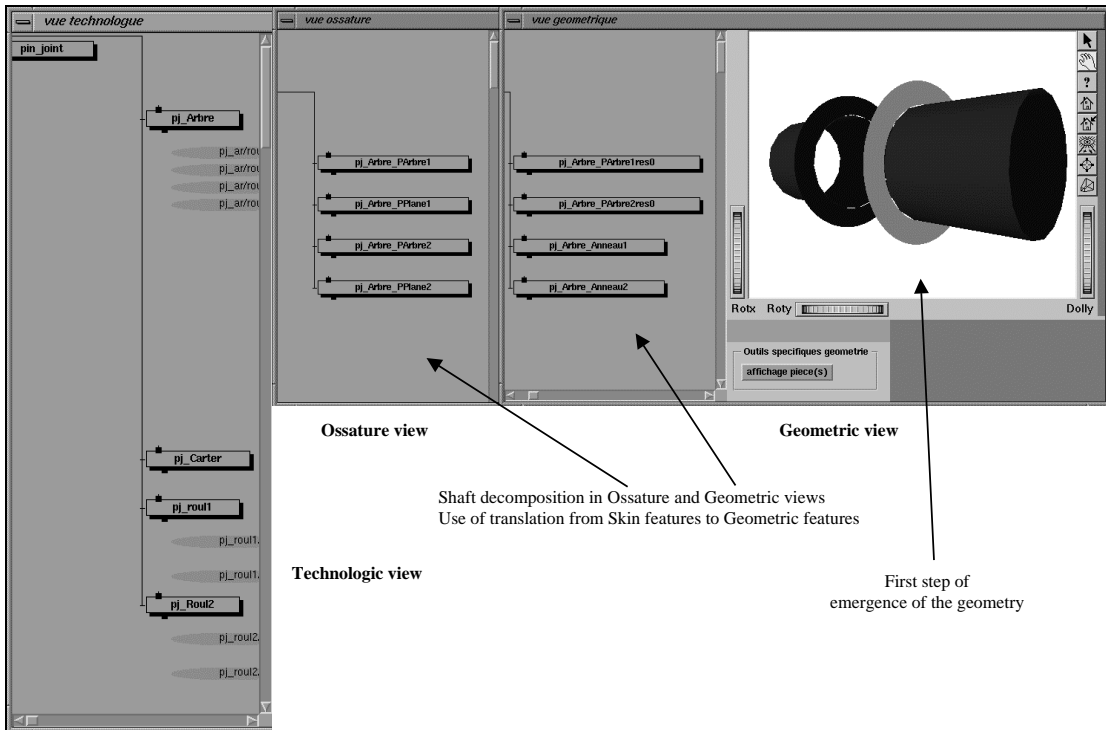 vue technologue
pin_joint
pj_Arbre
pj_ar/rou
pj_ar/rou
pj_ar/rou
pj_ar/rou
pj_Carter
pj_roul1
pj_roul1.
pj_roul1.
pj_Roul2
pj_roul2.
pj_roul2.
vue ossature
pj_Arbre_PArbre1
pj_Arbre_PPlane1
pj_Arbre_PArbre2
pj_Arbre_PPlane2
vue geometrique
pj_Arbre_PArbre1res0
pj_Arbre_PArbre2res0
pj_Arbre_Anneau1
pj_Arbre_Anneau2
?
Rotx Roty Dolly
Outils specifiques geometrie
affichage piece(s)
Ossature view
Geometric view
Shaft decomposition in Ossature and Geometric views
Use of translation from Skin features to Geometric features
Technologic view
First step of
emergence of the geometry